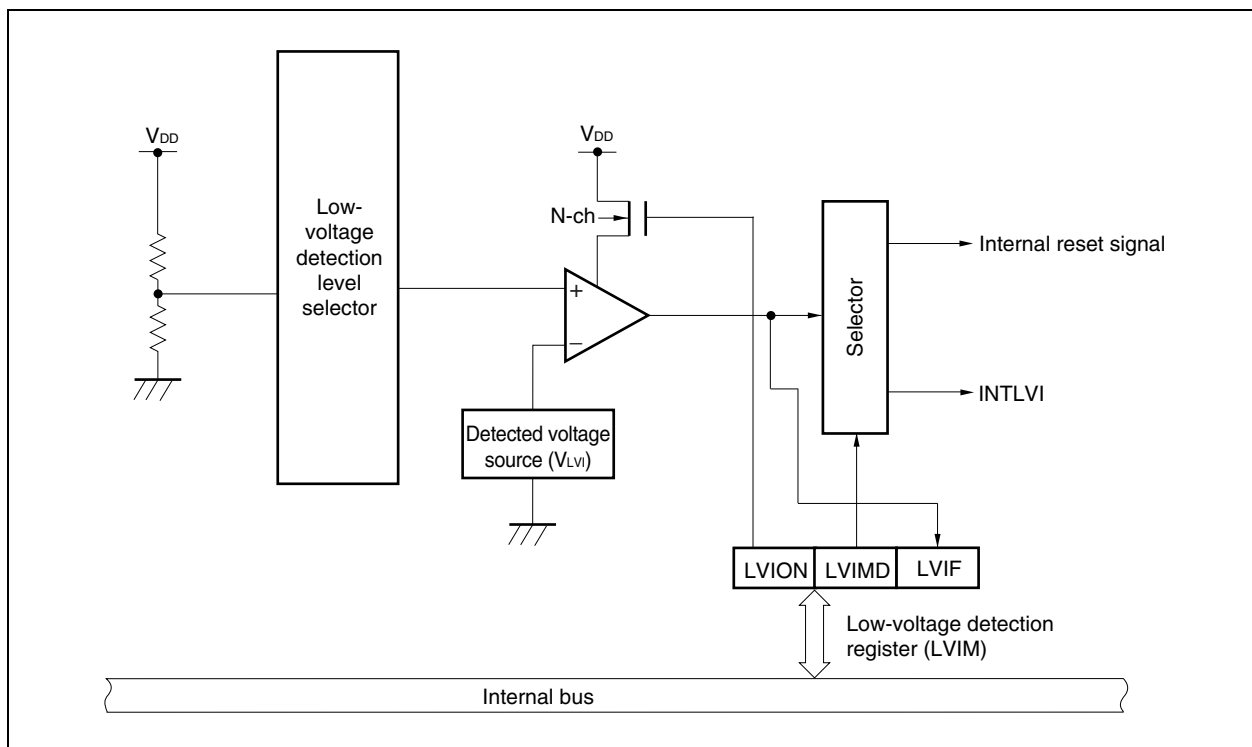 VDD
Low-
voltage
detection
level
selector
VDD
N-ch
+
−
Detected voltage
source (VLVI)
Selector
Internal reset signal
INTLVI
LVION
LVIMD
LVIF
Low-voltage detection
register (LVIM)
Internal bus